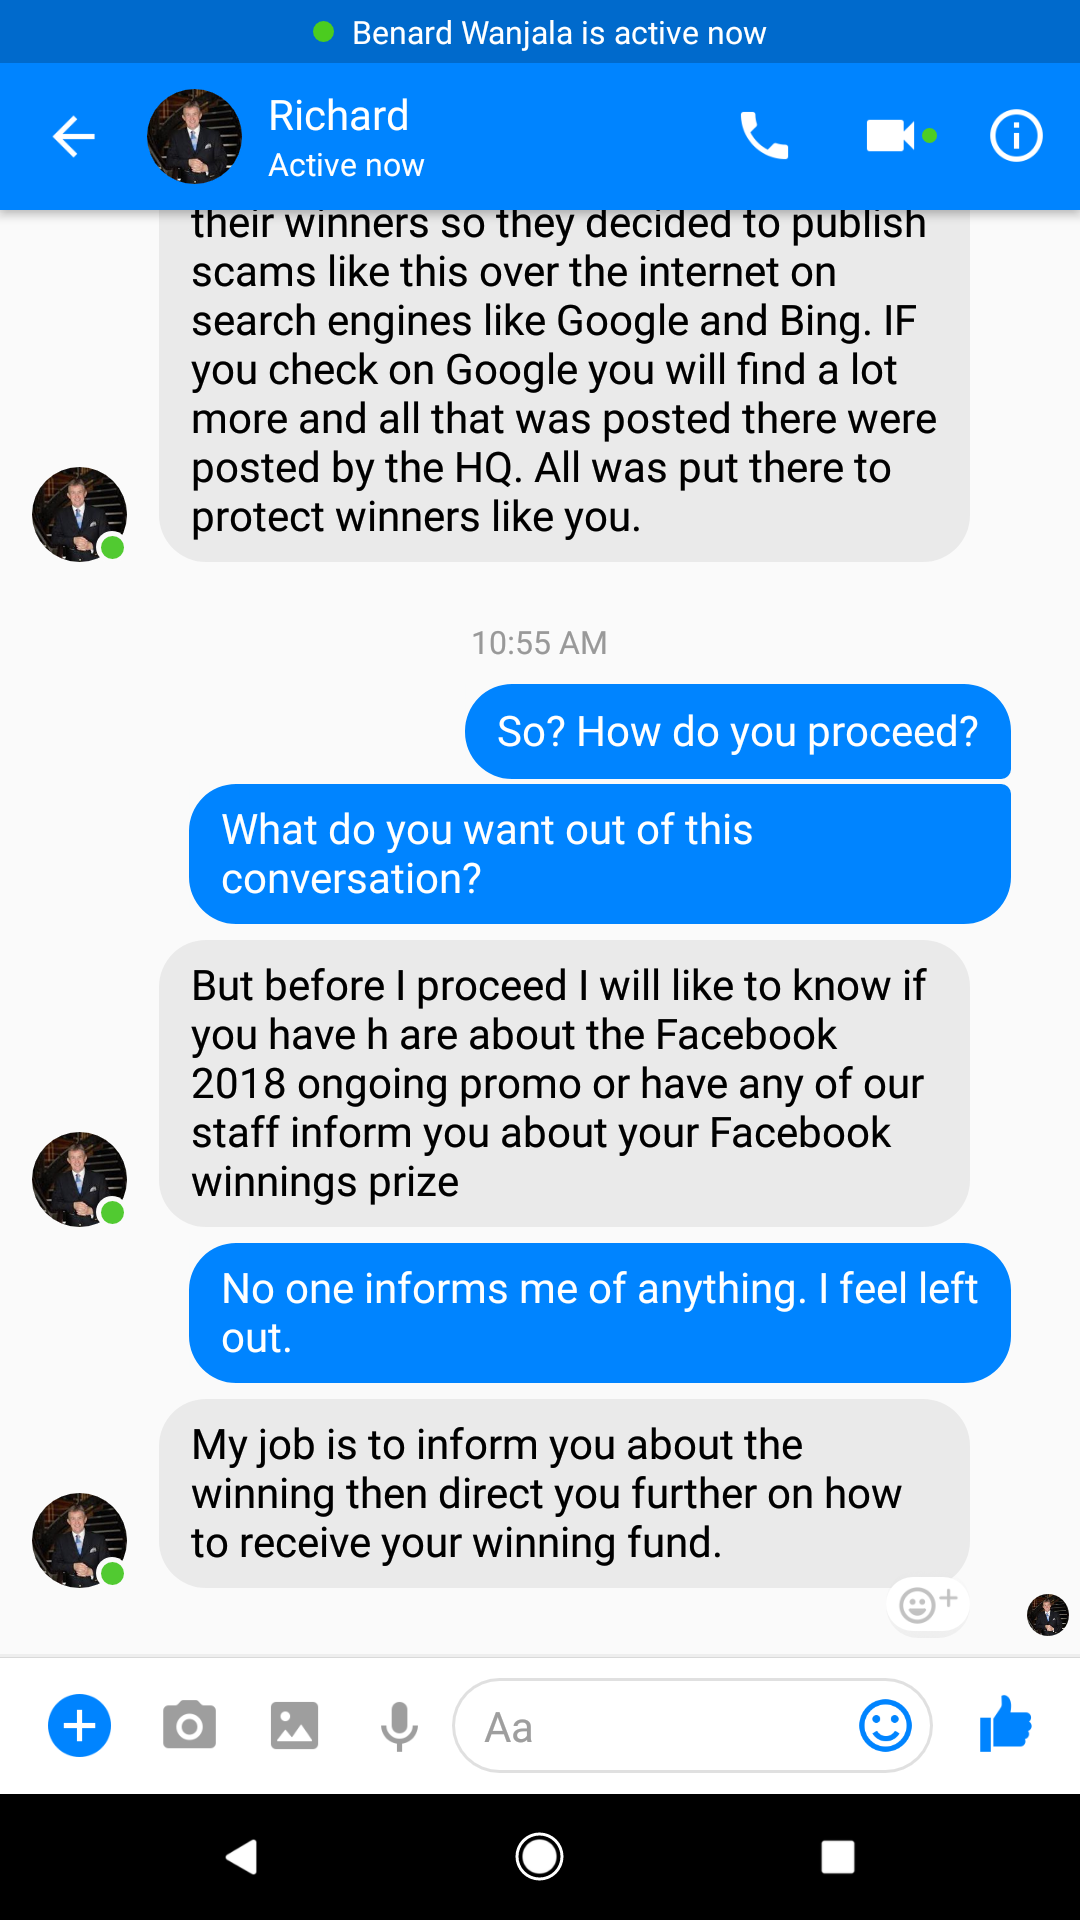 Benard Wanjala is active now
Richard
Active now
their winners so they decided to publish
scams like this over the internet on
search engines like Google and Bing. IF
you check on Google you will find a lot
more and all that was posted there were
posted by the HQ. All was put there to
protect winners like you.
10:55 AM
So? How do you proceed?
What do you want out of this
conversation?
But before I proceed I will like to know if
you have h are about the Facebook
2018 ongoing promo or have any of our
staff inform you about your Facebook
winnings prize
No one informs me of anything. I feel left
out.
My job is to inform you about the
winning then direct you further on how
to receive your winning fund.
Aa